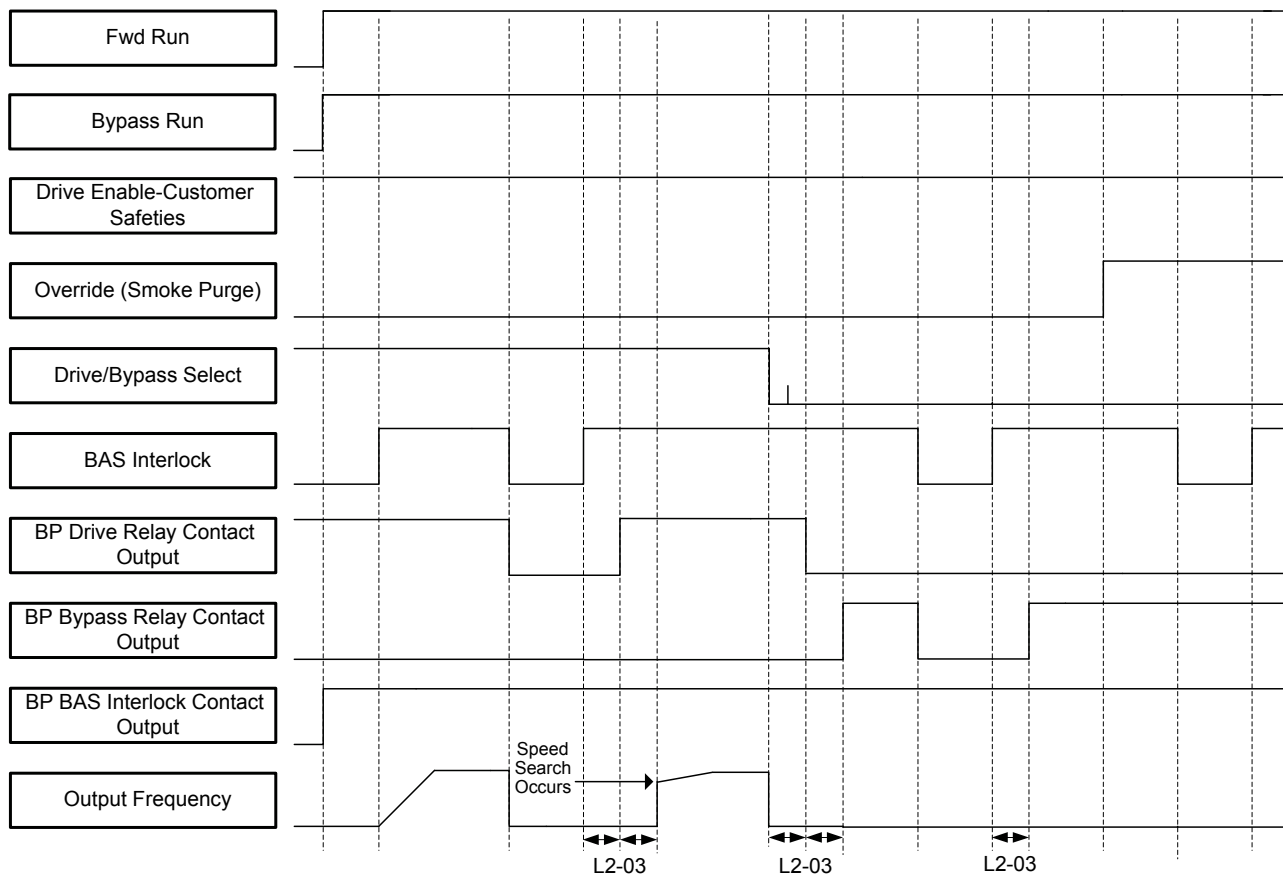 Fwd Run
Bypass Run
Drive Enable-Customer
Safeties
Override (Smoke Purge)
Drive/Bypass Select
BAS Interlock
BP Drive Relay Contact
Output
BP Bypass Relay Contact
Output
BP BAS Interlock Contact
Output
Speed
Search
Occurs
Output Frequency
L2-03
L2-03
L2-03